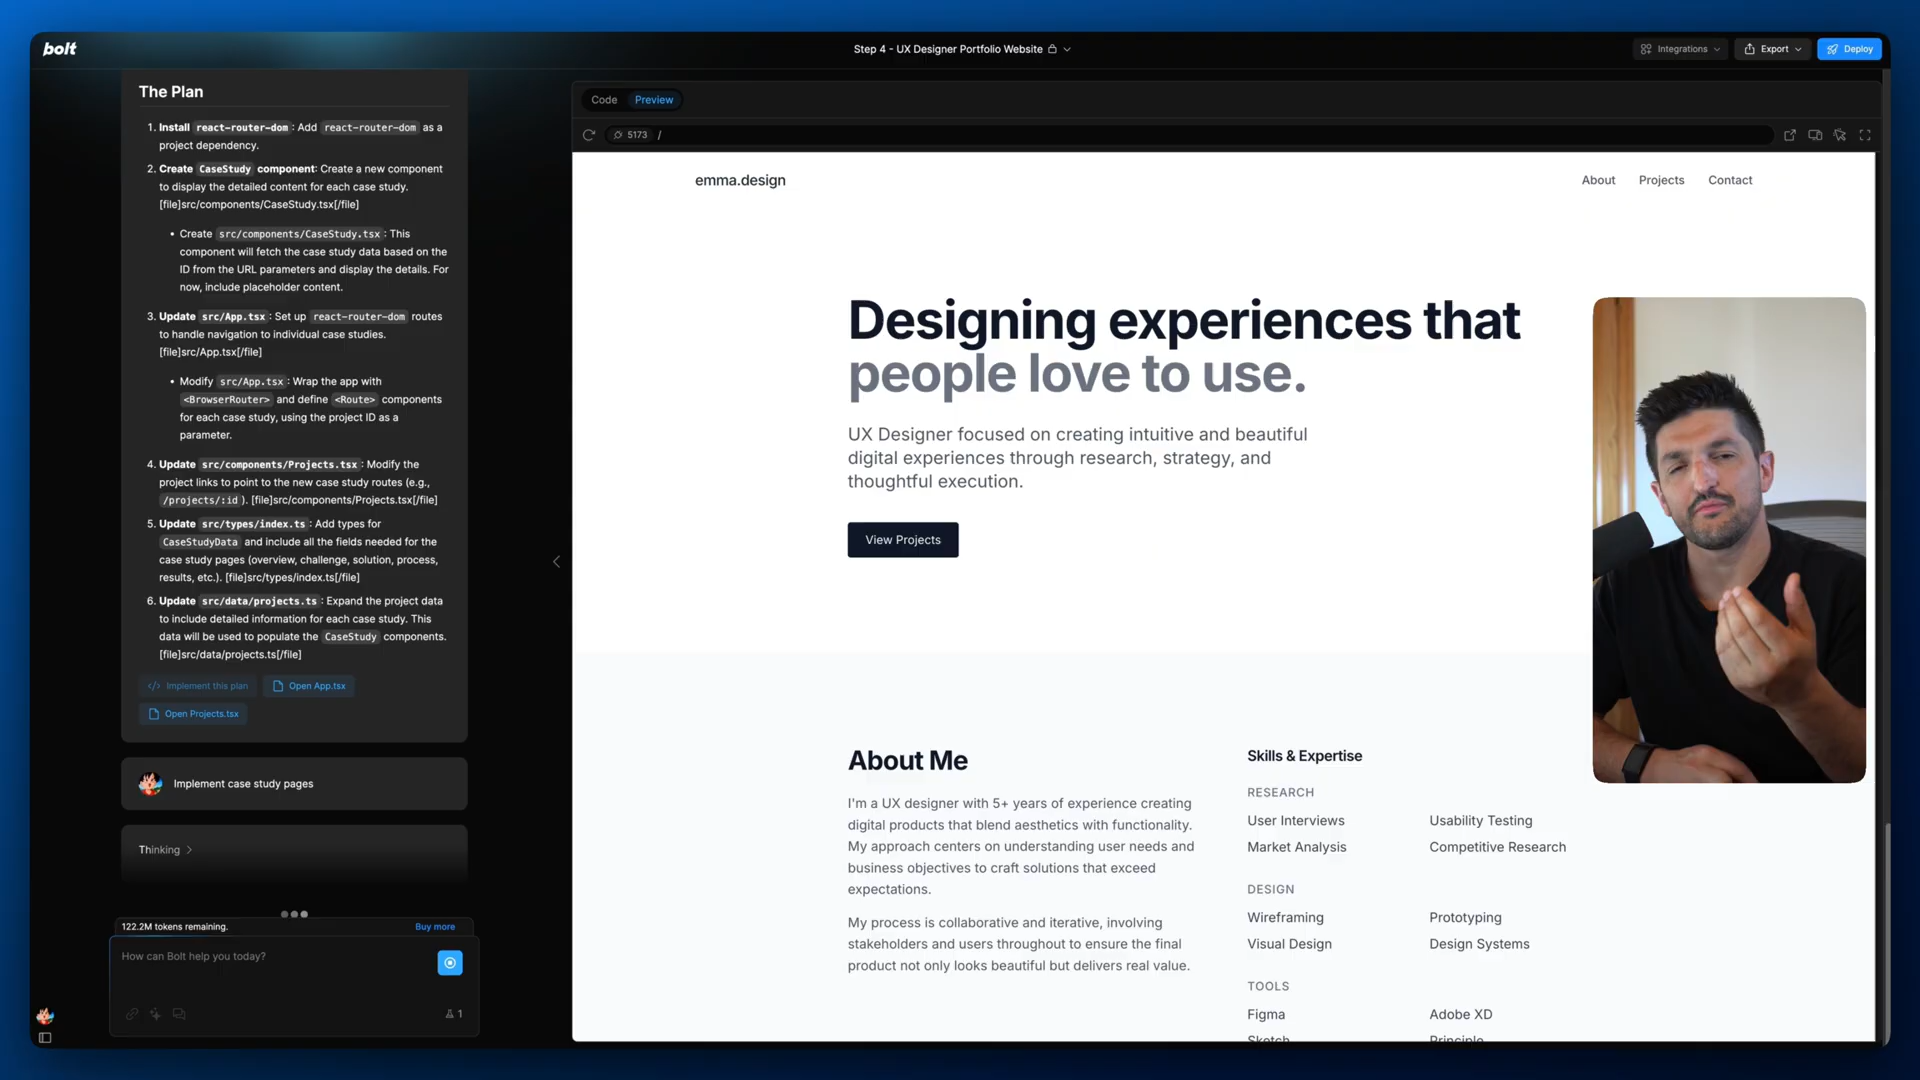 bolt
Step 4 - UX Designer Portfolio Website
Integrations
Export
Deploy
The Plan
1. Install react-router-dom: Add react-router-dom as a
project dependency.
2. Create CaseStudy component: Create a new component
to display the detailed content for each case study.
[file]src/components/CaseStudy.tsx[/file]
• Create src/components/CaseStudy.tsx: This
component will fetch the case study data based on the
ID from the URL parameters and display the details. For
now, include placeholder content.
3. Update src/App.tsx: Set up react-router-dom routes
to handle navigation to individual case studies.
[file]src/App.tsx[/file]
• Modify src/App.tsx: Wrap the app with
<BrowserRouter> and define <Route> components
for each case study, using the project ID as a
parameter.
4. Update src/components/Projects.tsx: Modify the
project links to point to the new case study routes (e.g.,
/projects/:id). [file]src/components/Projects.tsx[/file]
5. Update src/types/index.ts: Add types for
CaseStudyData and include all the fields needed for the
case study pages (overview, challenge, solution, process,
results, etc.). [file]src/types/index.ts[/file]
6. Update src/data/projects.ts: Expand the project data
to include detailed information for each case study. This
data will be used to populate the CaseStudy components.
[file]src/data/projects.ts[/file]
Implement this plan
Open App.tsx
Open Projects.tsx
Implement case study pages
Thinking
122.2M tokens remaining.
Buy more
How can Bolt help you today?
1
Code
Preview
5173
/
emma.design
About
Projects
Contact
Designing experiences that
people love to use.
UX Designer focused on creating intuitive and beautiful
digital experiences through research, strategy, and
thoughtful execution.
View Projects
About Me
I'm a UX designer with 5+ years of experience creating
digital products that blend aesthetics with functionality.
My approach centers on understanding user needs and
business objectives to craft solutions that exceed
expectations.
My process is collaborative and iterative, involving
stakeholders and users throughout to ensure the final
product not only looks beautiful but delivers real value.
Skills & Expertise
RESEARCH
User Interviews
Usability Testing
Market Analysis
Competitive Research
DESIGN
Wireframing
Prototyping
Visual Design
Design Systems
TOOLS
Figma
Adobe XD
Sketch
Principle